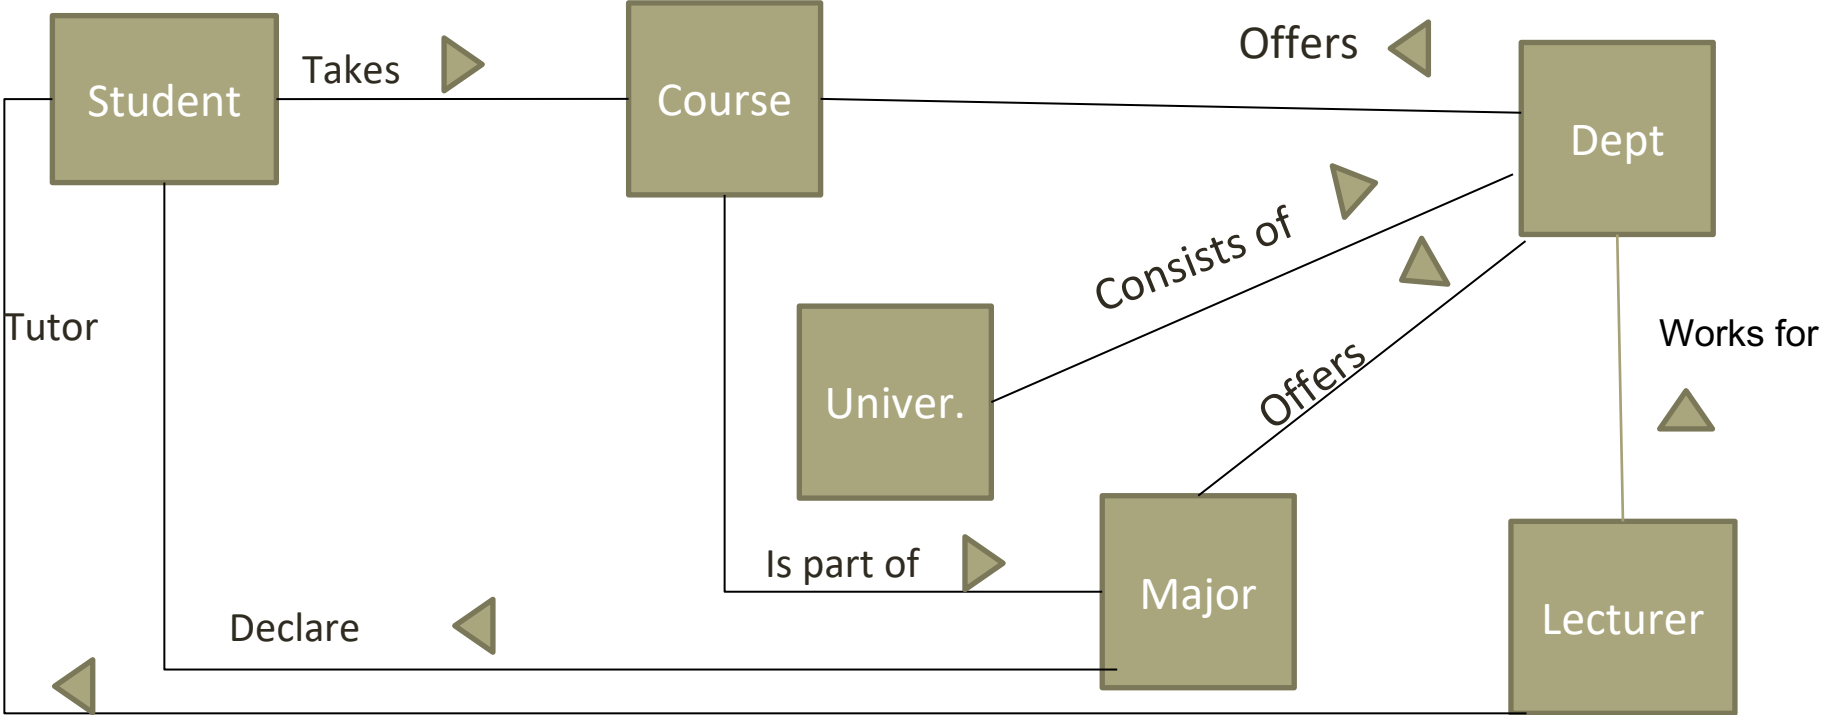 Student
Takes
Course
Offers
Dept
Consists of
Tutor
Univer.
Offers
Works for
Is part of
Major
Declare
Lecturer